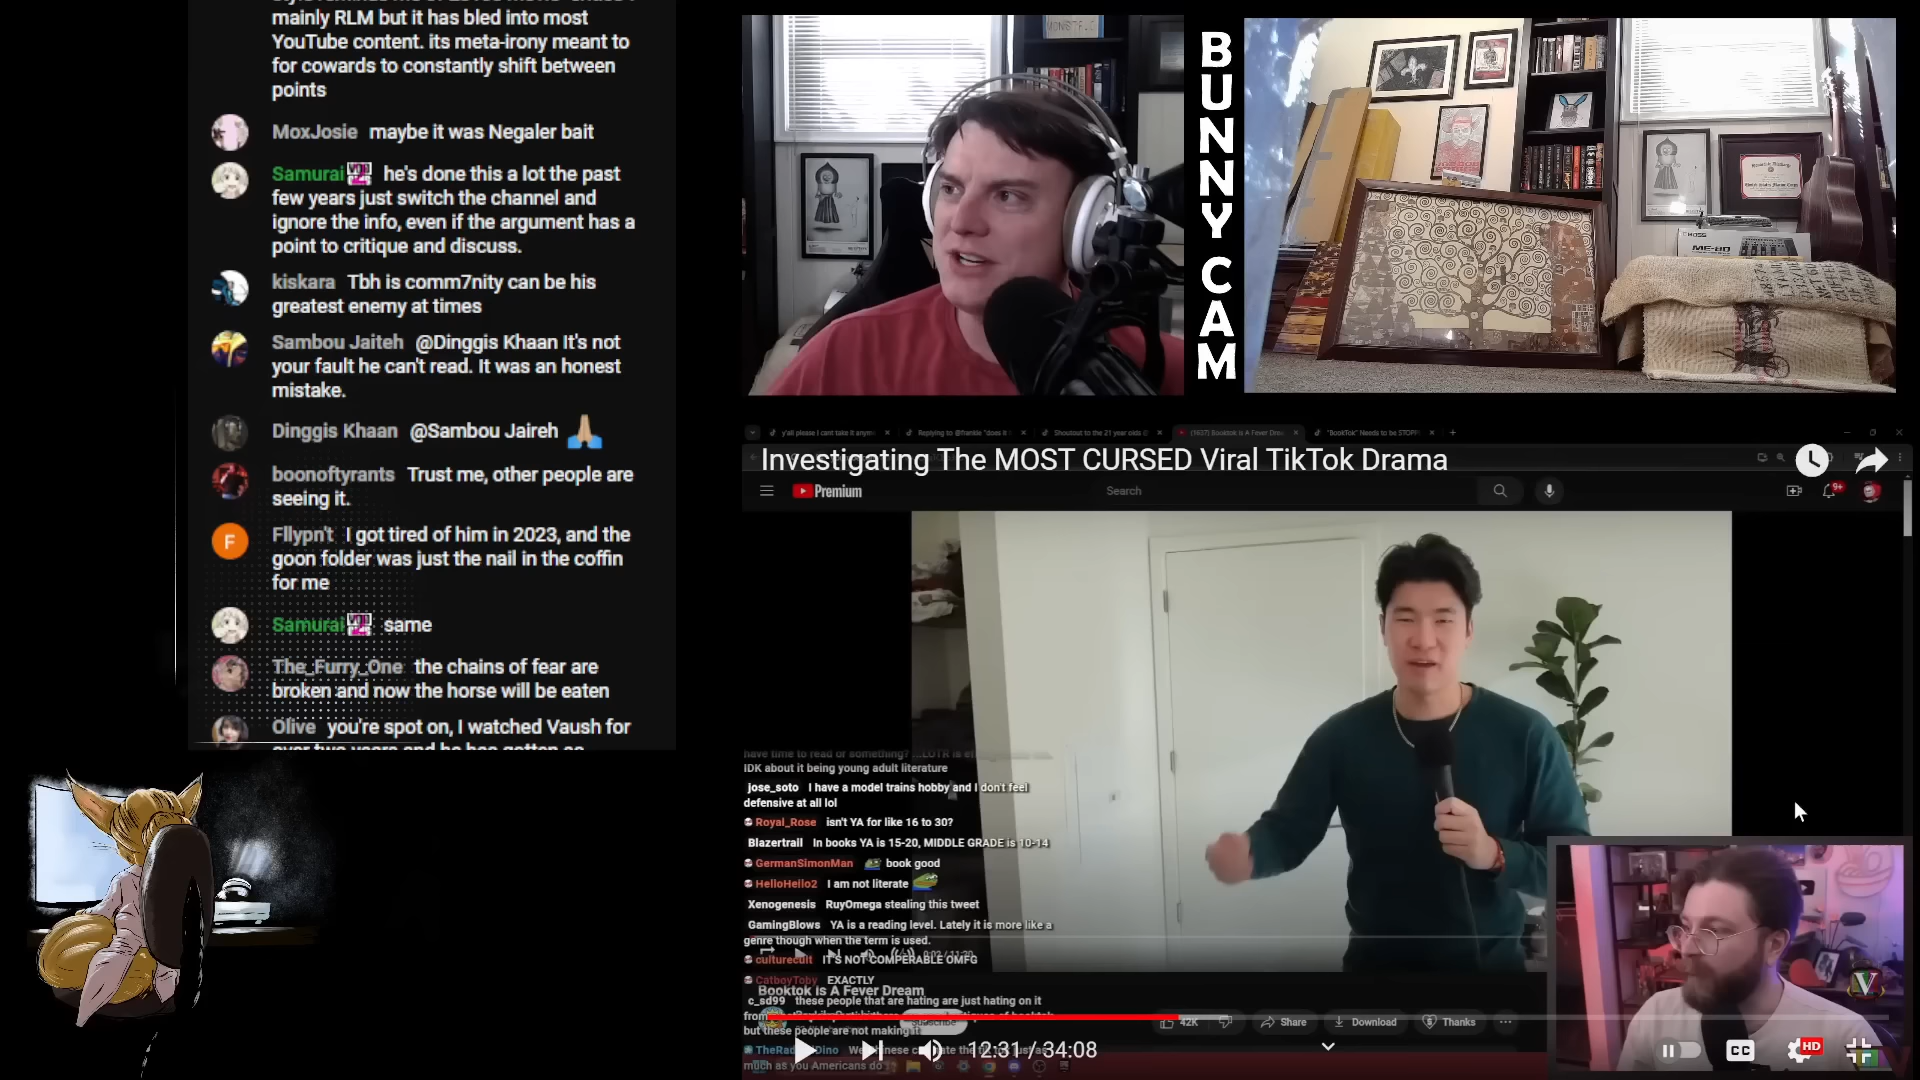 mainly RLM but it has bled into most
YouTube content. its meta-irony meant to
for cowards to constantly shift between
points
MoxJosie maybe it was Negaler bait
Samurai he's done this a lot the past
few years just switch the channel and
ignore the info, even if the argument has a
point to critique and discuss.
kiskara Tbh is comm7nity can be his
greatest enemy at times
Sambou Jaiteh @Dinggis Khaan It's not
your fault he can't read. It was an honest
mistake.
Dinggis Khaan @Sambou Jaireh
boonoftyrants Trust me, other people are
seeing it.
F
Fllypn't I got tired of him in 2023, and the
goon folder was just the nail in the coffin
for me
Samurai same
The_Furry_One the chains of fear are
broken and now the horse will be eaten
Olive you're spot on, I watched Vaush for
BUNNY CAM
BOSS
ME-80
Investigating The MOST CURSED Viral TikTok Drama
Premium
Search
9+
IDK about it being young adult literature
jose_soto I have a model trains hobby and I don't feel
defensive at all lol
Royal_Rose isn't YA for like 16 to 30?
Blazertrall In books YA is 15-20, MIDDLE GRADE is 10-14
GermanSimonMan book good
HelloHello2 I am not literate
Xenogenesis RuyOmega stealing this tweet
GamingBlows YA is a reading level. Lately it is more like a
genre though when the term is used.
culturecult IT'S NOT COMPERABLE OMFG
CatboyToby EXACTLY
Booktok is A Fever Dream
c_sd99 these people that are hating are just hating on it
but these people are not making it
Subscribe
42K
Share
Download
Thanks
much as you Americans do
12:31 / 34:08
CC
HD
V